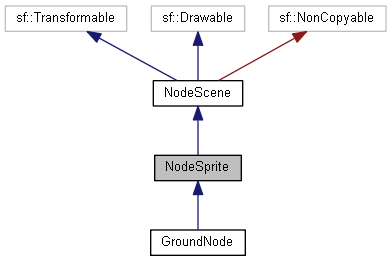 sf::Transformable
sf::Drawable
sf::NonCopyable
NodeScene
NodeSprite
GroundNode